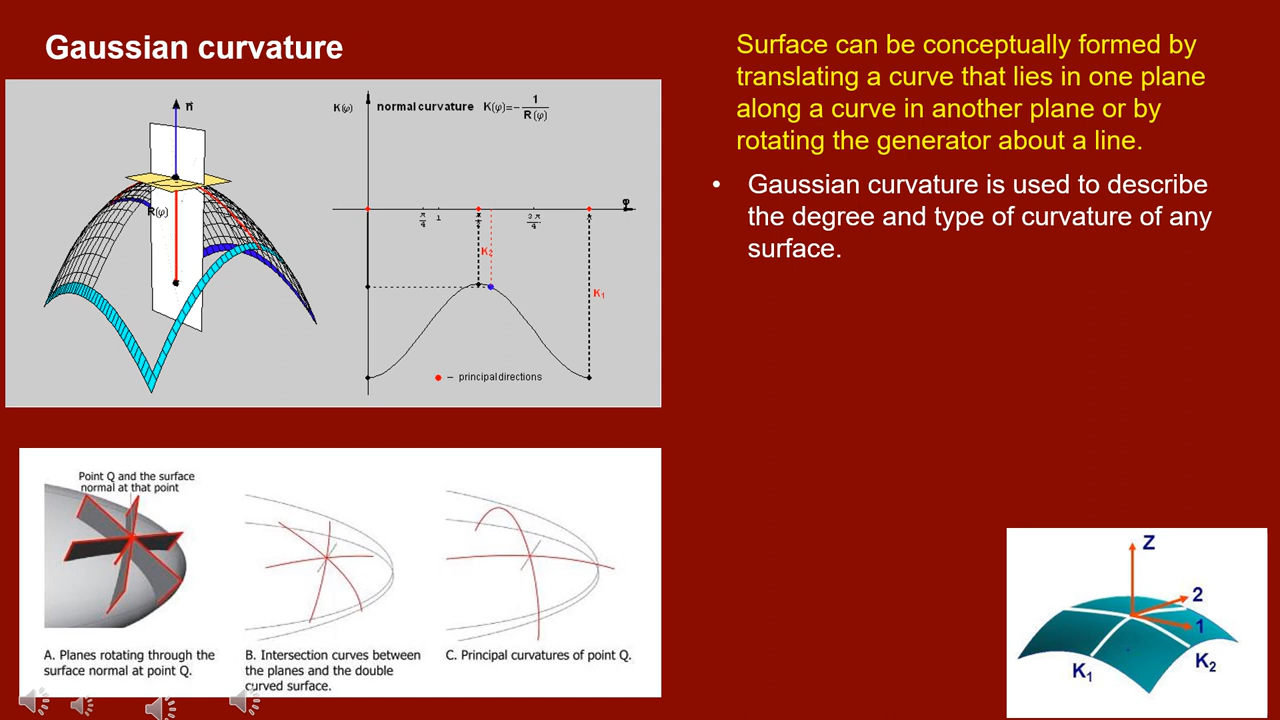 Gaussian curvature
Surface can be conceptually formed by
translating a curve that lies in one plane
along a curve in another plane or by
rotating the generator about a line.
• Gaussian curvature is used to describe
the degree and type of curvature of any
surface.
n
R(φ)
K(φ)
normal curvature K(φ)=-1/R(φ)
π/4 1 3π/4 π
φ
K2
K1
– principal directions
Point Q and the surface
normal at that point
A. Planes rotating through the
surface normal at point Q.
B. Intersection curves between
the planes and the double
curved surface.
C. Principal curvatures of point Q.
Z
2
1
K1
K2